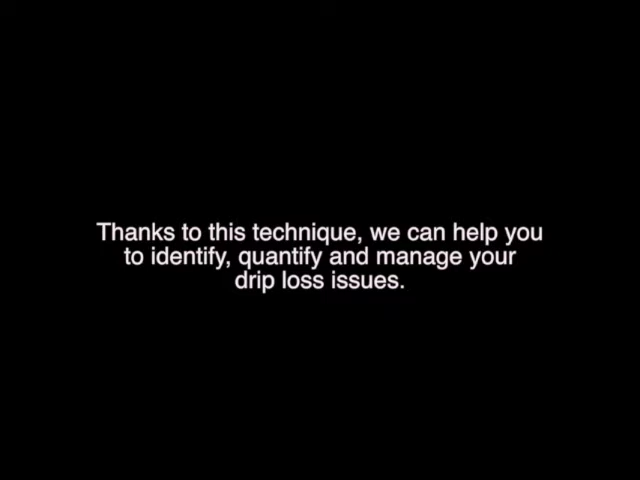 Thanks to this technique, we can help you
to identify, quantify and manage your
drip loss issues.